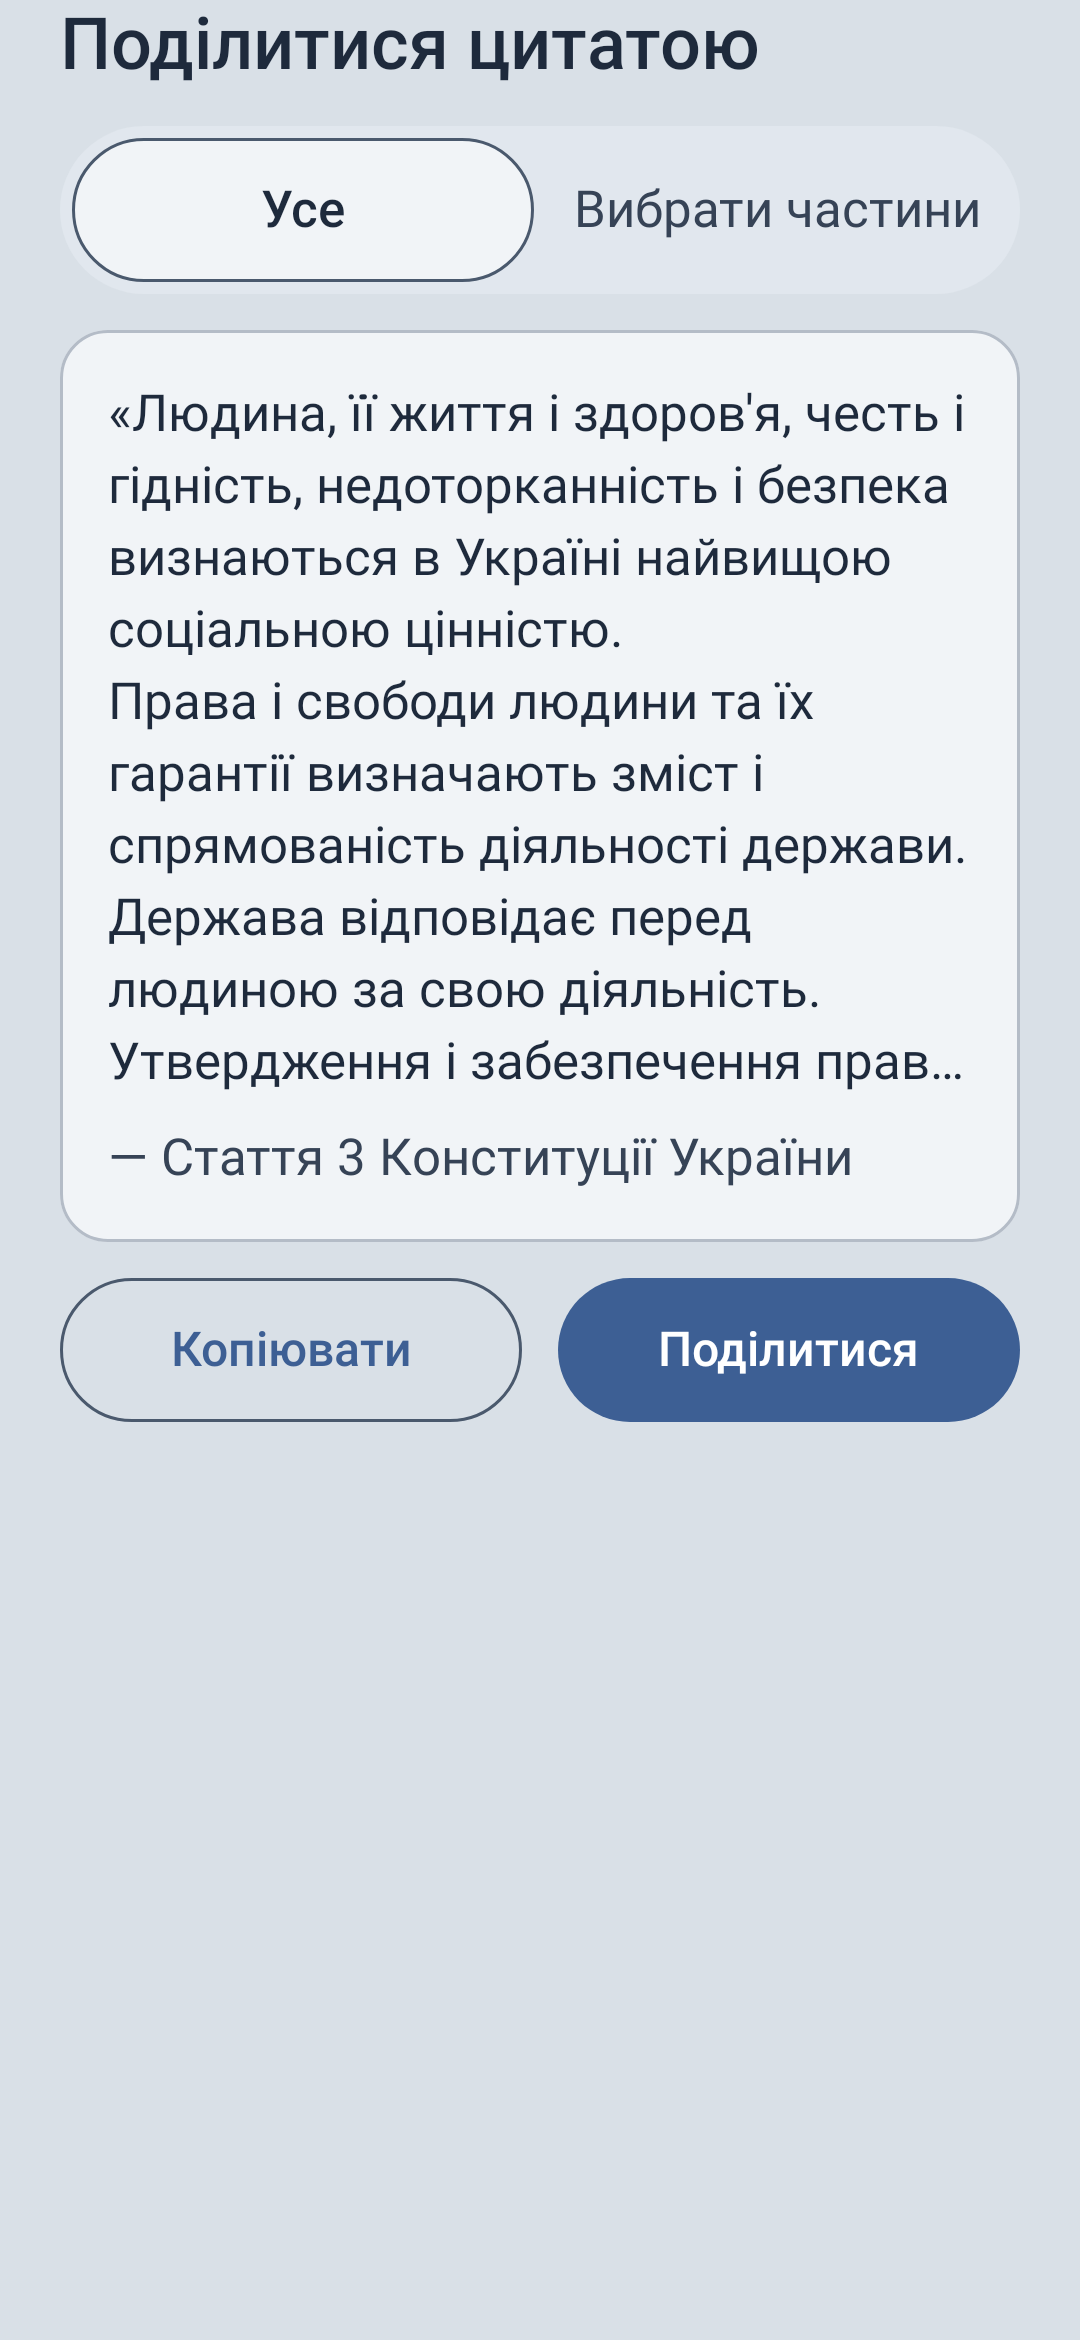 Поділитися цитатою
Усе
Вибрати частини
«Людина, її життя і здоров'я, честь і
гідність, недоторканність і безпека
визнаються в Україні найвищою
соціальною цінністю.
Права і свободи людини та їх
гарантії визначають зміст і
спрямованість діяльності держави.
Держава відповідає перед
людиною за свою діяльність.
Утвердження і забезпечення прав…
— Стаття 3 Конституції України
Копіювати
Поділитися